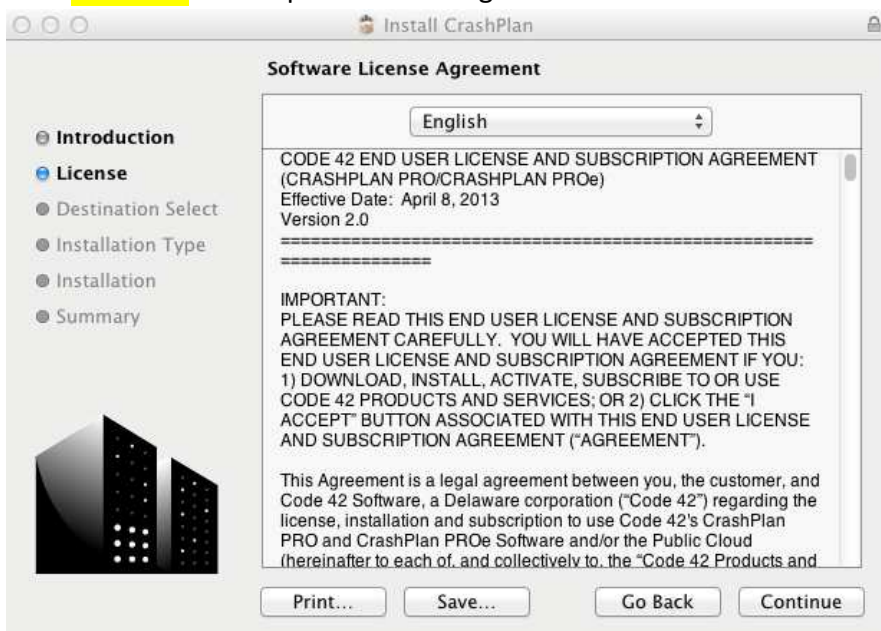 Install CrashPlan
Software License Agreement
Introduction
License
Destination Select
Installation Type
Installation
Summary
English
CODE 42 END USER LICENSE AND SUBSCRIPTION AGREEMENT
(CRASHPLAN PRO/CRASHPLAN PROe)
Effective Date:  April 8, 2013
Version 2.0
=====================================================
===============
IMPORTANT:
PLEASE READ THIS END USER LICENSE AND SUBSCRIPTION
AGREEMENT CAREFULLY.  YOU WILL HAVE ACCEPTED THIS
END USER LICENSE AND SUBSCRIPTION AGREEMENT IF YOU:
1) DOWNLOAD, INSTALL, ACTIVATE, SUBSCRIBE TO OR USE
CODE 42 PRODUCTS AND SERVICES; OR 2) CLICK THE “I
ACCEPT” BUTTON ASSOCIATED WITH THIS END USER LICENSE
AND SUBSCRIPTION AGREEMENT (“AGREEMENT”).
This Agreement is a legal agreement between you, the customer, and
Code 42 Software, a Delaware corporation (“Code 42”) regarding the
license, installation and subscription to use Code 42's CrashPlan
PRO and CrashPlan PROe Software and/or the Public Cloud
(hereinafter to each of, and collectively to, the “Code 42 Products and
Print...
Save...
Go Back
Continue